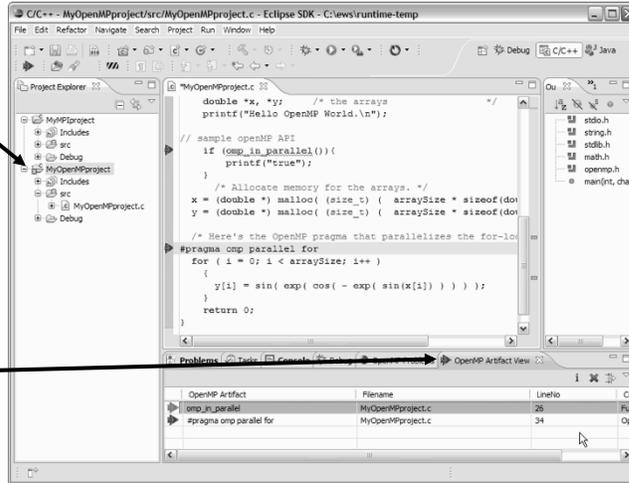 C/C++ - MyOpenMPproject/src/MyOpenMPproject.c - Eclipse SDK - C:\ews\runtime-temp
File Edit Refactor Navigate Search Project Run Window Help
Debug C/C++ Java
Project Explorer
MyMPIproject
Includes
src
Debug
MyOpenMPproject
Includes
src
MyOpenMPproject.c
Debug
*MyOpenMPproject.c
double *x, *y; /* the arrays */
printf("Hello OpenMP World.\n");
// sample openMP API
if (omp_in_parallel()){
printf("true");
}
/* Allocate memory for the arrays. */
x = (double *) malloc( (size_t) ( arraySize * sizeof(dou
y = (double *) malloc( (size_t) ( arraySize * sizeof(dou
/* Here's the OpenMP pragma that parallelizes the for-loo
#pragma omp parallel for
for ( i = 0; i < arraySize; i++ )
{
y[i] = sin( exp( cos( - exp( sin(x[i]) ) ) ) );
}
return 0;
}
Ou
stdio.h
string.h
stdlib.h
math.h
openmp.h
main(int, cha
Problems Tasks Console Debug OpenMP OpenMP Artifact View
OpenMP Artifact Filename LineNo C
omp_in_parallel MyOpenMPproject.c 26 Fu
#pragma omp parallel for MyOpenMPproject.c 34 Op